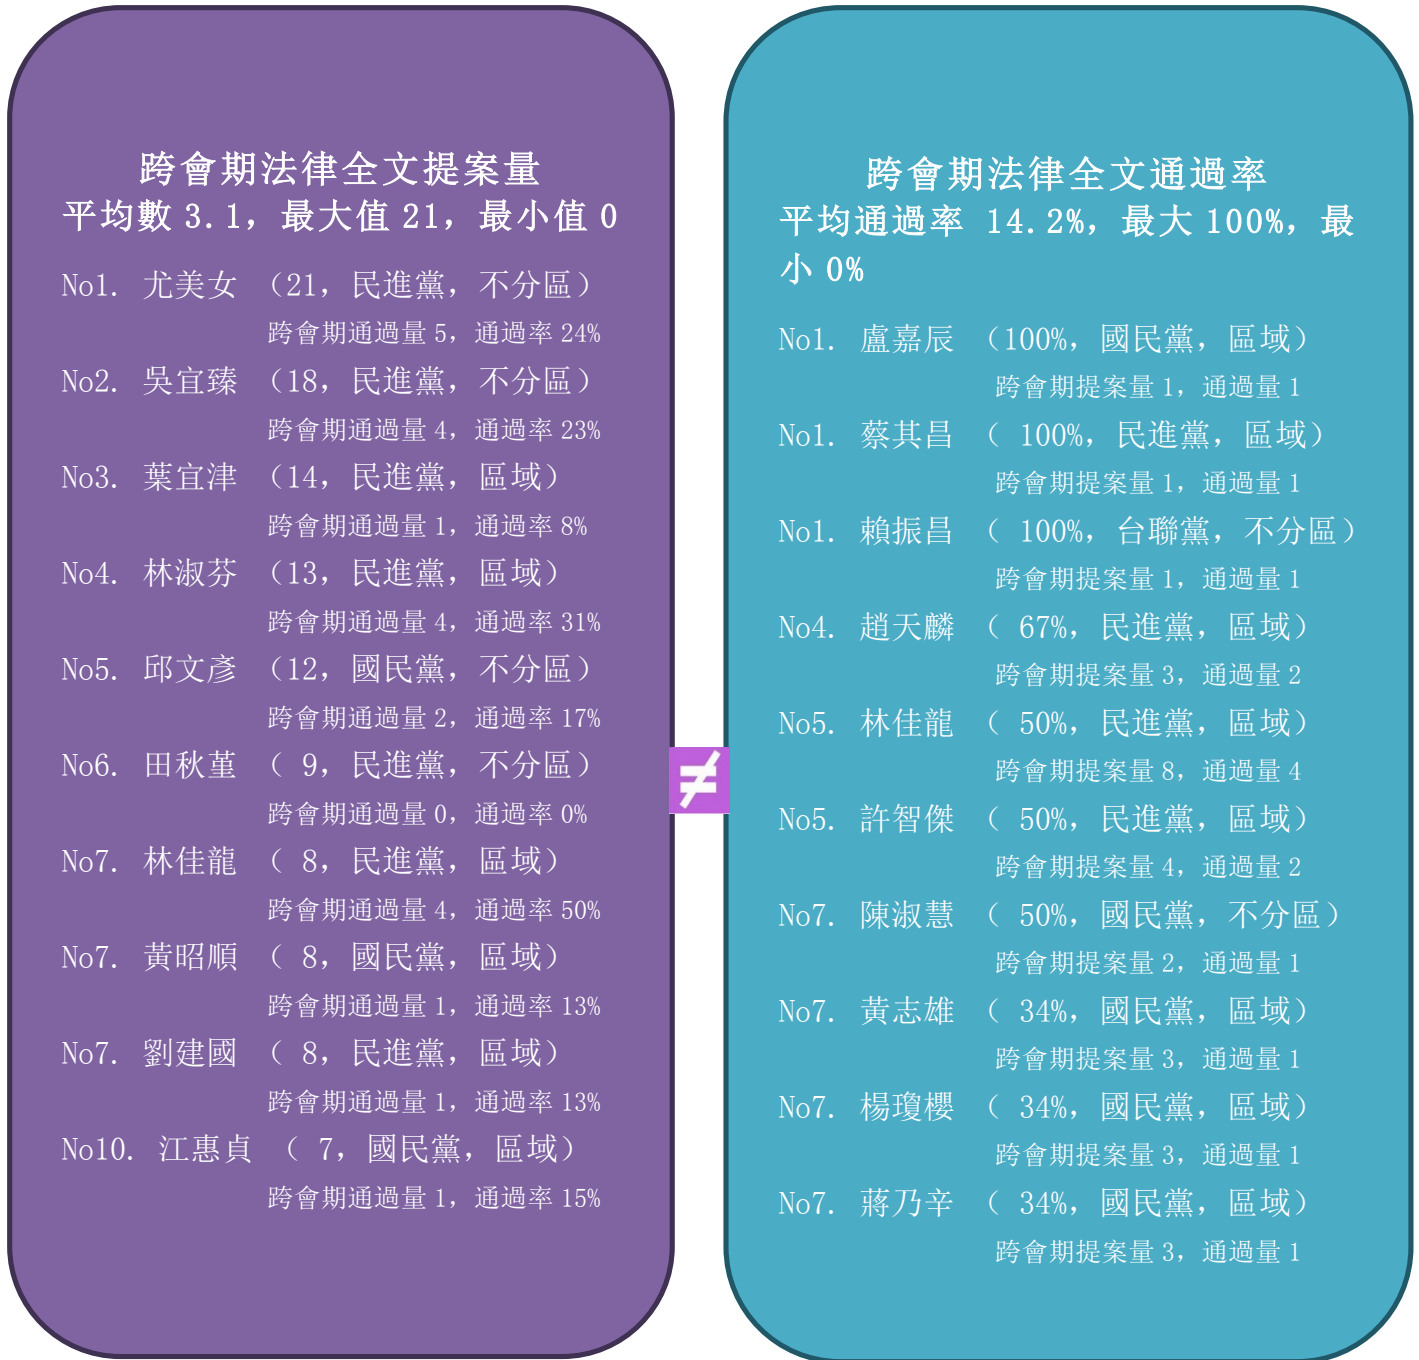 跨會期法律全文提案量
平均數 3.1，最大值 21，最小值 0
No1. 尤美女 （21，民進黨，不分區）
跨會期通過量 5，通過率 24%
No2. 吳宜臻 （18，民進黨，不分區）
跨會期通過量 4，通過率 23%
No3. 葉宜津 （14，民進黨，區域）
跨會期通過量 1，通過率 8%
No4. 林淑芬 （13，民進黨，區域）
跨會期通過量 4，通過率 31%
No5. 邱文彥 （12，國民黨，不分區）
跨會期通過量 2，通過率 17%
No6. 田秋堇 （ 9，民進黨，不分區）
跨會期通過量 0，通過率 0%
No7. 林佳龍 （ 8，民進黨，區域）
跨會期通過量 4，通過率 50%
No7. 黃昭順 （ 8，國民黨，區域）
跨會期通過量 1，通過率 13%
No7. 劉建國 （ 8，民進黨，區域）
跨會期通過量 1，通過率 13%
No10. 江惠貞 （ 7，國民黨，區域）
跨會期通過量 1，通過率 15%
≠
跨會期法律全文通過率
平均通過率 14.2%，最大 100%，最
小 0%
No1. 盧嘉辰 （100%，國民黨，區域）
跨會期提案量 1，通過量 1
No1. 蔡其昌 （ 100%，民進黨，區域）
跨會期提案量 1，通過量 1
No1. 賴振昌 （ 100%，台聯黨，不分區）
跨會期提案量 1，通過量 1
No4. 趙天麟 （ 67%，民進黨，區域）
跨會期提案量 3，通過量 2
No5. 林佳龍 （ 50%，民進黨，區域）
跨會期提案量 8，通過量 4
No5. 許智傑 （ 50%，民進黨，區域）
跨會期提案量 4，通過量 2
No7. 陳淑慧 （ 50%，國民黨，不分區）
跨會期提案量 2，通過量 1
No7. 黃志雄 （ 34%，國民黨，區域）
跨會期提案量 3，通過量 1
No7. 楊瓊櫻 （ 34%，國民黨，區域）
跨會期提案量 3，通過量 1
No7. 蔣乃辛 （ 34%，國民黨，區域）
跨會期提案量 3，通過量 1